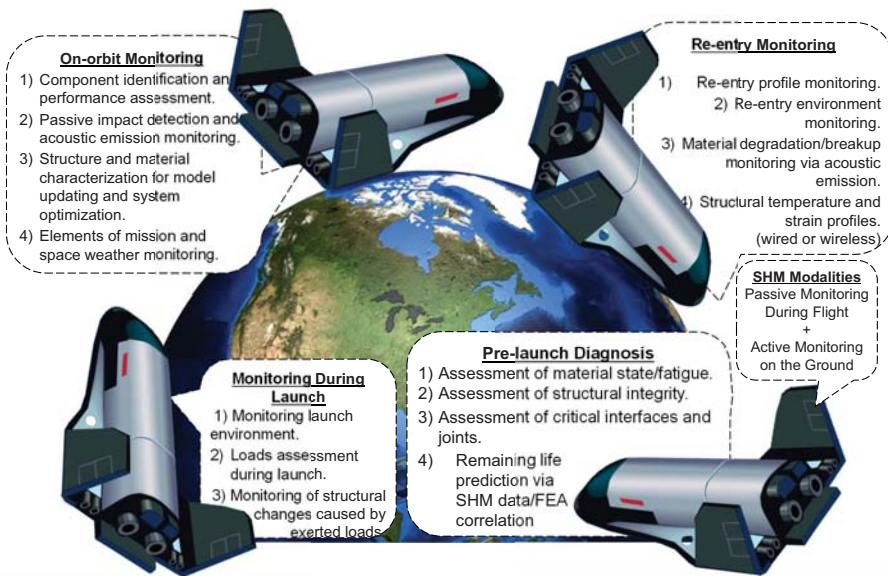 On-orbit Monitoring
1) Component identification an
performance assessment.
2) Passive impact detection and
acoustic emission monitoring.
3) Structure and material
characterization for model
updating and system
optimization.
4) Elements of mission and
space weather monitoring.
Re-entry Monitoring
1) Re-entry profile monitoring.
2) Re-entry environment
monitoring.
3) Material degradation/breakup
monitoring via acoustic
emission.
4) Structural temperature and
strain profiles.
(wired or wireless)
SHM Modalities
Passive Monitoring
During Flight
+
Active Monitoring
on the Ground
Monitoring During
Launch
1) Monitoring launch
environment.
2) Loads assessment
during launch.
3) Monitoring of structural
changes caused by
exerted loads.
Pre-launch Diagnosis
1) Assessment of material state/fatigue.
2) Assessment of structural integrity.
3) Assessment of critical interfaces and
joints.
4) Remaining life
prediction via
SHM data/FEA
correlation